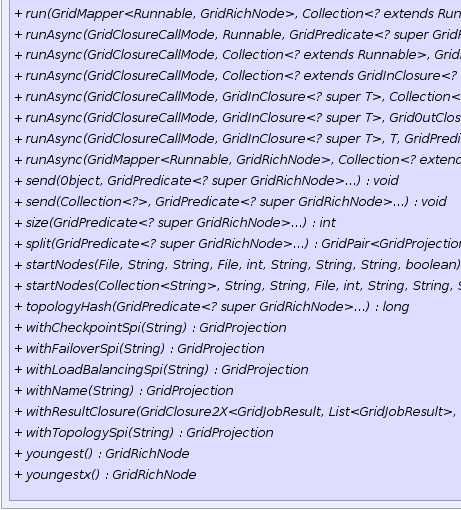 + run(GridMapper<Runnable, GridRichNode>, Collection<? extends Run
+ runAsync(GridClosureCallMode, Runnable, GridPredicate<? super Grid
+ runAsync(GridClosureCallMode, Collection<? extends Runnable>, Grid
+ runAsync(GridClosureCallMode, Collection<? extends GridInClosure<?
+ runAsync(GridClosureCallMode, GridInClosure<? super T>, Collection<
+ runAsync(GridClosureCallMode, GridInClosure<? super T>, GridOutClos
+ runAsync(GridClosureCallMode, GridInClosure<? super T>, T, GridPredi
+ runAsync(GridMapper<Runnable, GridRichNode>, Collection<? extend
+ send(Object, GridPredicate<? super GridRichNode>...) : void
+ send(Collection<?>, GridPredicate<? super GridRichNode>...) : void
+ size(GridPredicate<? super GridRichNode>...) : int
+ split(GridPredicate<? super GridRichNode>...) : GridPair<GridProjection
+ startNodes(File, String, String, File, int, String, String, String, boolean)
+ startNodes(Collection<String>, String, String, File, int, String, String, S
+ topologyHash(GridPredicate<? super GridRichNode>...) : long
+ withCheckpointSpi(String) : GridProjection
+ withFailoverSpi(String) : GridProjection
+ withLoadBalancingSpi(String) : GridProjection
+ withName(String) : GridProjection
+ withResultClosure(GridClosure2X<GridJobResult, List<GridJobResult>,
+ withTopologySpi(String) : GridProjection
+ youngest() : GridRichNode
+ youngestx() : GridRichNode